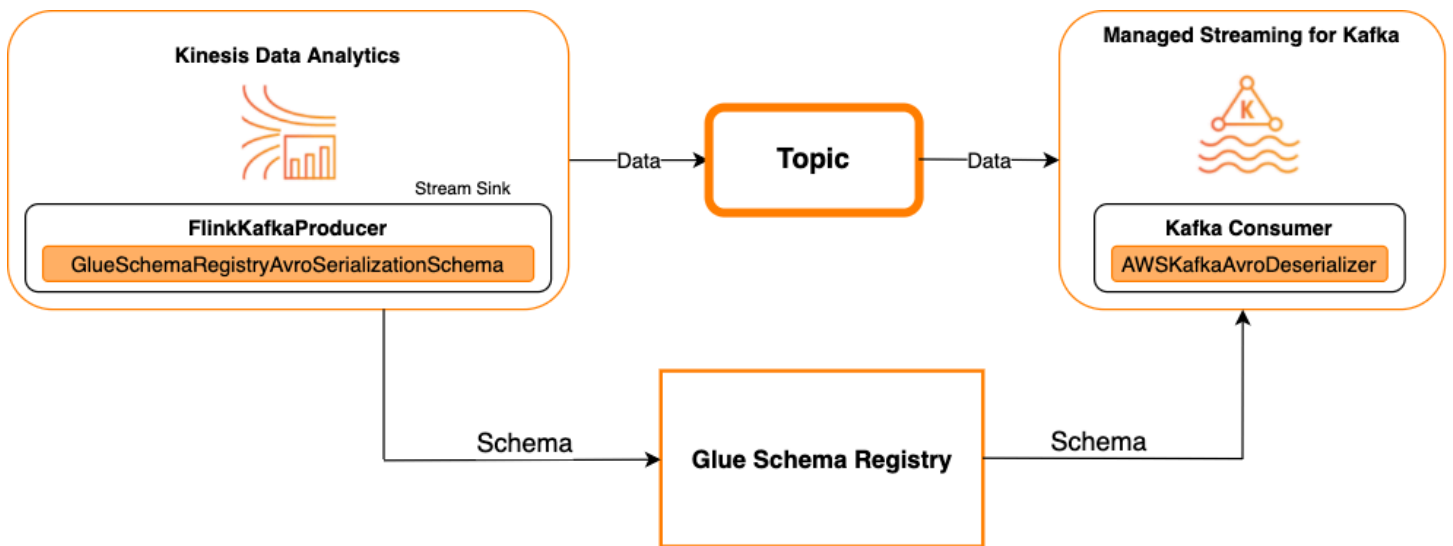 Kinesis Data Analytics
Stream Sink
FlinkKafkaProducer
GlueSchemaRegistryAvroSerializationSchema
Data
Topic
Data
Managed Streaming for Kafka
K
Kafka Consumer
AWSKafkaAvroDeserializer
Schema
Glue Schema Registry
Schema